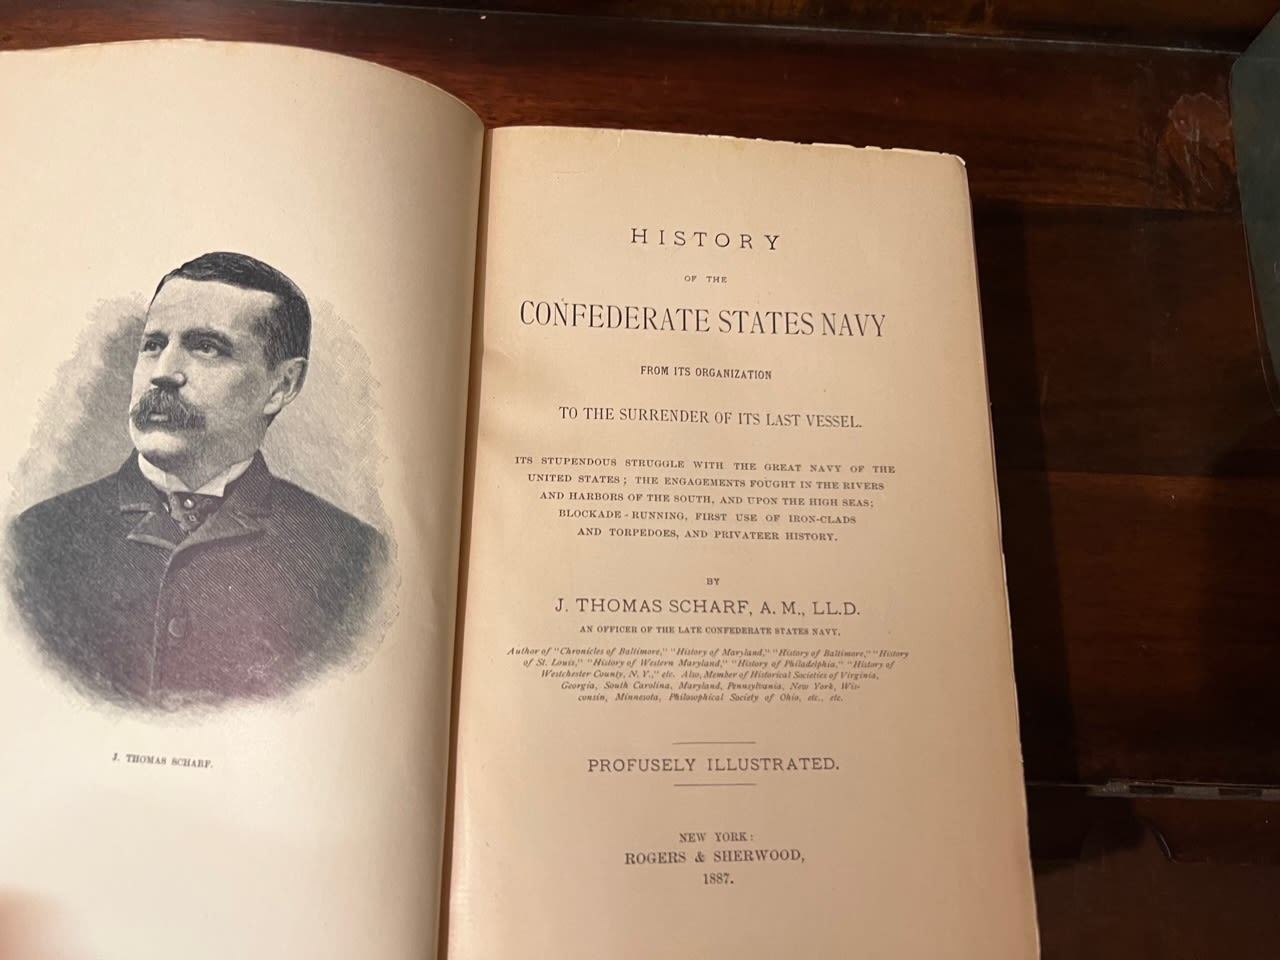 J. THOMAS SCHARF.
HISTORY
OF THE
CONFEDERATE STATES NAVY
FROM ITS ORGANIZATION
TO THE SURRENDER OF ITS LAST VESSEL.
ITS STUPENDOUS STRUGGLE WITH THE GREAT NAVY OF THE
UNITED STATES; THE ENGAGEMENTS FOUGHT IN THE RIVERS
AND HARBORS OF THE SOUTH, AND UPON THE HIGH SEAS;
BLOCKADE-RUNNING, FIRST USE OF IRON-CLADS
AND TORPEDOES, AND PRIVATEER HISTORY.
BY
J. THOMAS SCHARF, A. M., LL.D.
AN OFFICER OF THE LATE CONFEDERATE STATES NAVY,
Author of "Chronicles of Baltimore," "History of Maryland," "History of Baltimore," "History
of St. Louis," "History of Western Maryland," "History of Philadelphia," "History of
Westchester County, N. Y.," etc. Also, Member of Historical Societies of Virginia,
Georgia, South Carolina, Maryland, Pennsylvania, New York, Wis-
consin, Minnesota, Philosophical Society of Ohio, etc., etc.
PROFUSELY ILLUSTRATED.
NEW YORK:
ROGERS & SHERWOOD,
1887.